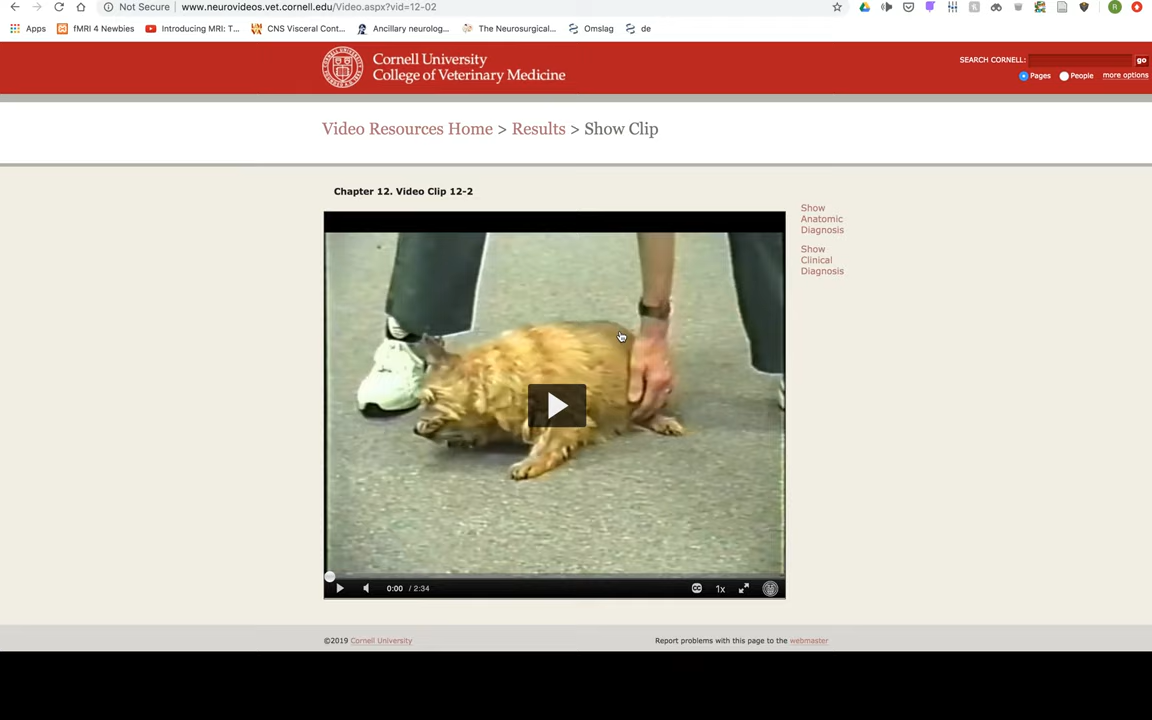 Not Secure | www.neurovideos.vet.cornell.edu/Video.aspx?vid=12-02
Apps fMRI 4 Newbies Introducing MRI: T... CNS Visceral Cont... Ancillary neurolog... The Neurosurgical... Omslag de
Cornell University
College of Veterinary Medicine
SEARCH CORNELL: go
Pages People more options
Video Resources Home > Results > Show Clip
Chapter 12. Video Clip 12-2
Show
Anatomic
Diagnosis
Show
Clinical
Diagnosis
0:00 / 2:34 CC 1x
©2019 Cornell University Report problems with this page to the webmaster